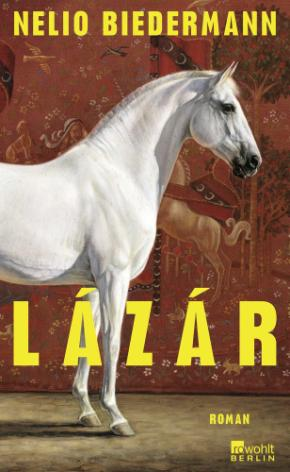 NELIO BIEDERMANN
LÁZÁR
ROMAN
rowohlt
BERLIN